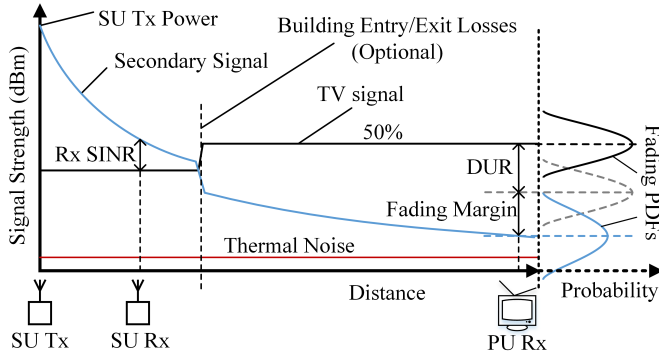 SU Tx Power
Building Entry/Exit Losses
(Optional)
Secondary Signal
TV signal
50%
Signal Strength (dBm)
Rx SINR
DUR
Fading Margin
Fading PDFs
Thermal Noise
Distance
Probability
SU Tx
SU Rx
PU Rx